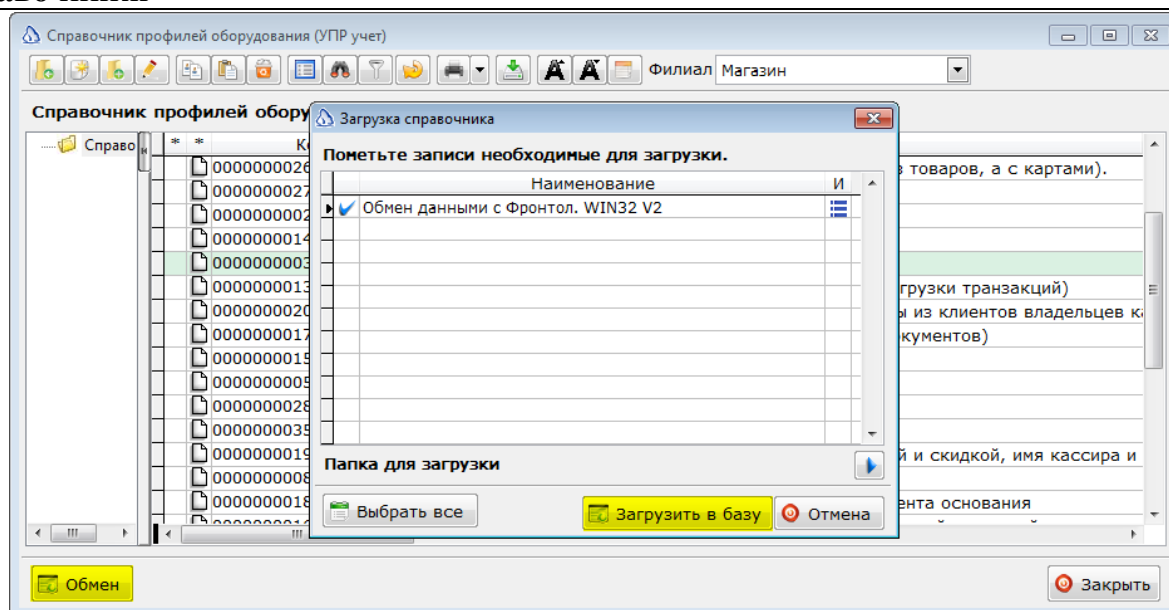 Справочник профилей оборудования (УПР учет)
Филиал Магазин
Справочник профилей обору
Загрузка справочника
Пометьте записи необходимые для загрузки.
Справо
* *
Наименование И
Обмен данными с Фронтол. WIN32 V2
0000000026
товаров, а с картами).
0000000027
0000000002
0000000014
0000000003
0000000013
грузки транзакций)
0000000020
из клиентов владельцев
0000000017
кументов)
0000000015
0000000005
0000000028
0000000035
0000000019
й и скидкой, имя кассира и
0000000008
0000000018
ента основания
Папка для загрузки
Выбрать все
Загрузить в базу
Отмена
Обмен
Закрыть